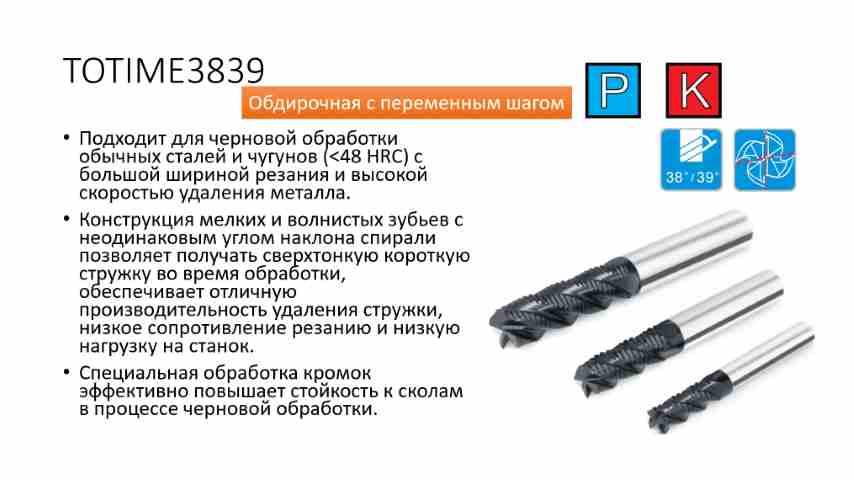 TOTIME3839
Обдирочная с переменным шагом
P
K
38°/39°
• Подходит для черновой обработки
обычных сталей и чугунов (<48 HRC) с
большой шириной резания и высокой
скоростью удаления металла.
• Конструкция мелких и волнистых зубьев с
неодинаковым углом наклона спирали
позволяет получать сверхтонкую короткую
стружку во время обработки,
обеспечивает отличную
производительность удаления стружки,
низкое сопротивление резанию и низкую
нагрузку на станок.
• Специальная обработка кромок
эффективно повышает стойкость к сколам
в процессе черновой обработки.